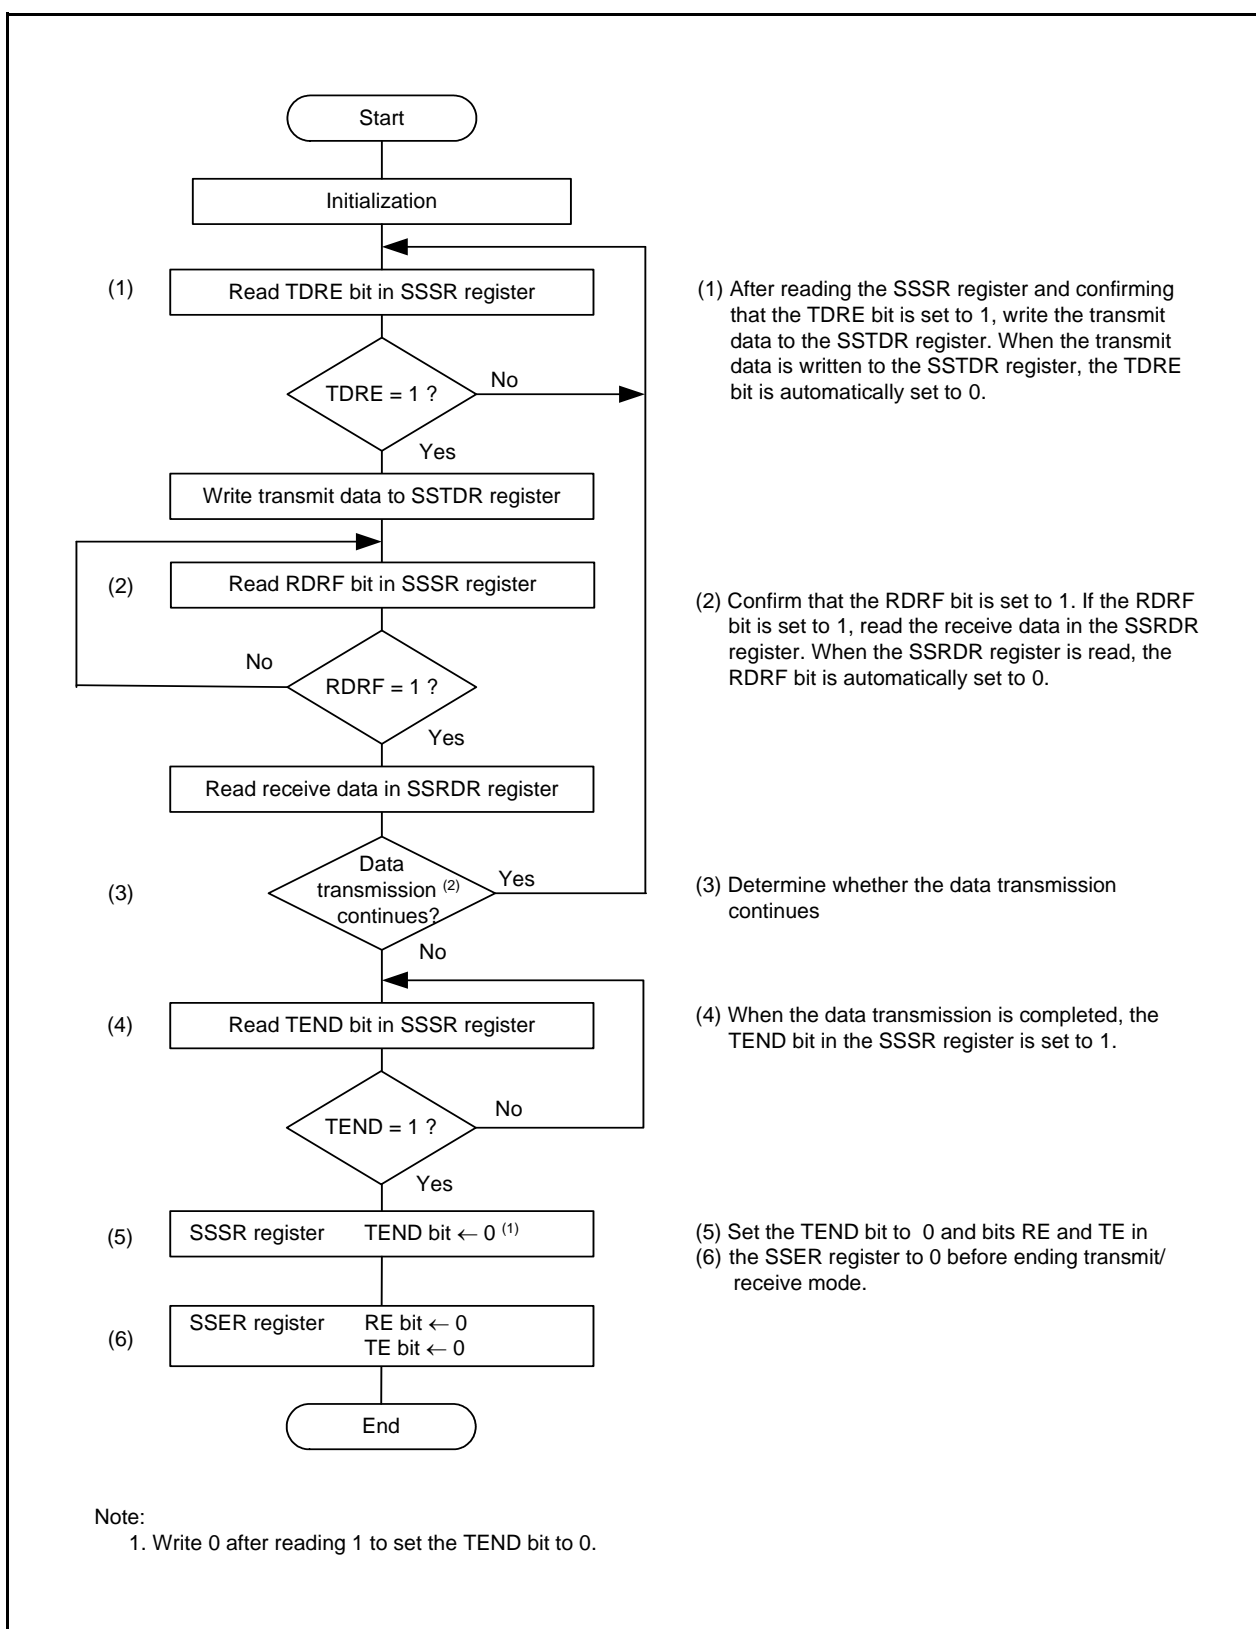 Start
Initialization
(1)
Read TDRE bit in SSSR register
(1) After reading the SSSR register and confirming
that the TDRE bit is set to 1, write the transmit
data to the SSTDR register. When the transmit
data is written to the SSTDR register, the TDRE
bit is automatically set to 0.
TDRE = 1 ?
No
Yes
Write transmit data to SSTDR register
(2)
Read RDRF bit in SSSR register
(2) Confirm that the RDRF bit is set to 1. If the RDRF
bit is set to 1, read the receive data in the SSRDR
register. When the SSRDR register is read, the
RDRF bit is automatically set to 0.
No
RDRF = 1 ?
Yes
Read receive data in SSRDR register
(3)
Data
transmission (2)
continues?
Yes
(3) Determine whether the data transmission
continues
No
(4)
Read TEND bit in SSSR register
(4) When the data transmission is completed, the
TEND bit in the SSSR register is set to 1.
TEND = 1 ?
No
Yes
(5)
SSSR register TEND bit ← 0 (1)
(5) Set the TEND bit to 0 and bits RE and TE in
(6) the SSER register to 0 before ending transmit/
receive mode.
(6)
SSER register RE bit ← 0
TE bit ← 0
End
Note:
1. Write 0 after reading 1 to set the TEND bit to 0.